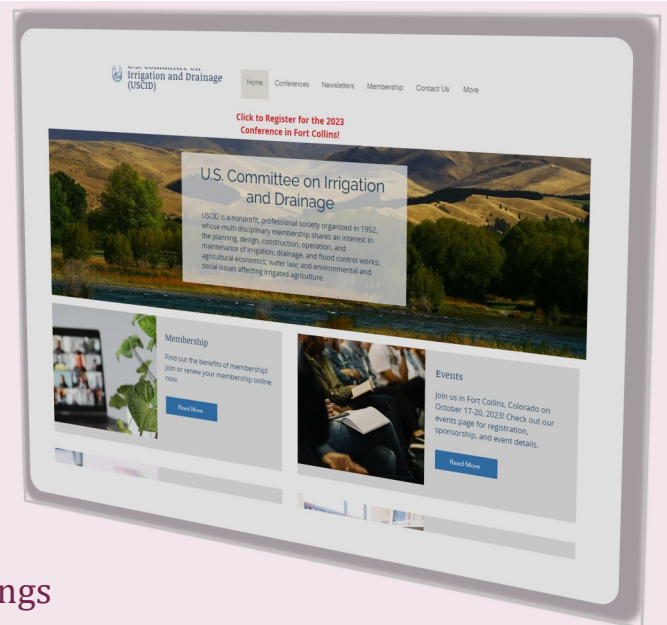 U.S. Committee on
Irrigation and Drainage
(USCID)
Home
Conferences
Newsletters
Membership
Contact Us
More
Click to Register for the 2023
Conference in Fort Collins!
U.S. Committee on Irrigation
and Drainage
USCID is a nonprofit, professional society organized in 1952,
whose multi-disciplinary membership shares an interest in
the planning, design, construction, operation, and
maintenance of irrigation, drainage, and flood control works;
agricultural economics; water law; and environmental and
social issues affecting irrigated agriculture.
Membership
Find out the benefits of membership!
Join or renew your membership online
now.
Read More
Events
Join us in Fort Collins, Colorado on
October 17-20, 2023! Check out our
events page for registration,
sponsorship, and event details.
Read More
ngs